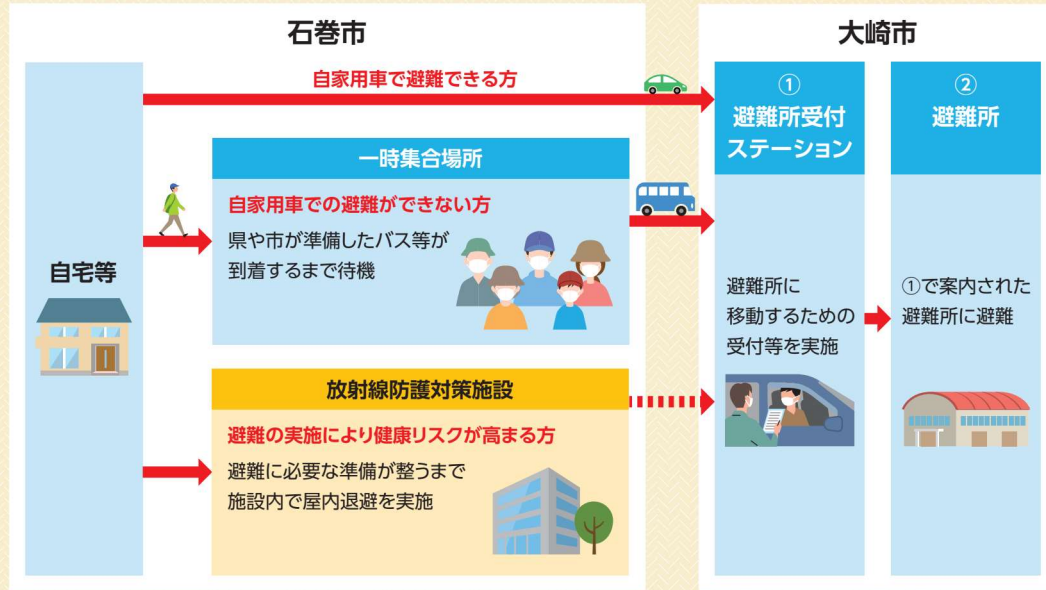 石巻市
大崎市
自宅等
自家用車で避難できる方
一時集合場所
自家用車での避難ができない方
県や市が準備したバス等が
到着するまで待機
放射線防護対策施設
避難の実施により健康リスクが高まる方
避難に必要な準備が整うまで
施設内で屋内退避を実施
①
避難所受付
ステーション
避難所に
移動するための
受付等を実施
②
避難所
①で案内された
避難所に避難